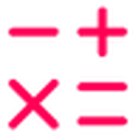 − +
× =